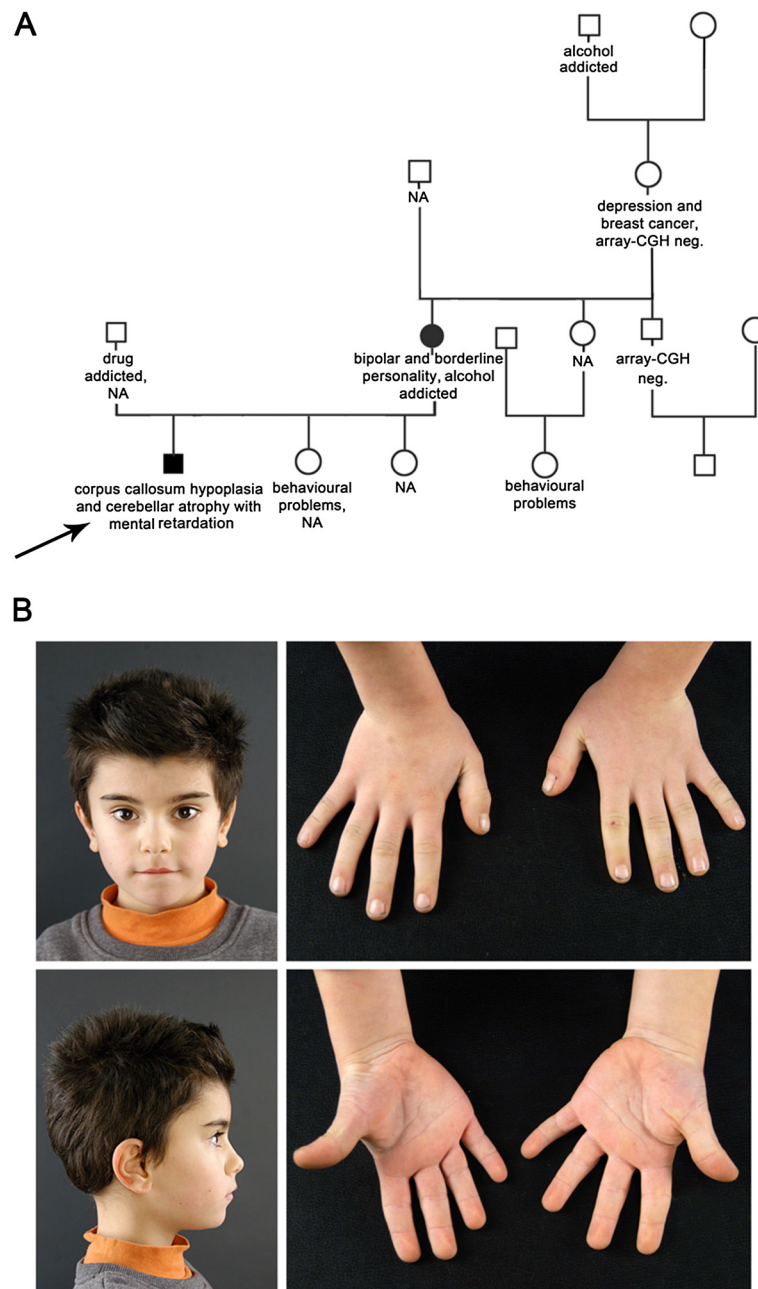 A
alcohol
addicted
NA
depression and
breast cancer,
array-CGH neg.
drug
addicted,
NA
bipolar and borderline
personality, alcohol
addicted
NA
array-CGH
neg.
corpus callosum hypoplasia
and cerebellar atrophy with
mental retardation
behavioural
problems,
NA
NA
behavioural
problems
B